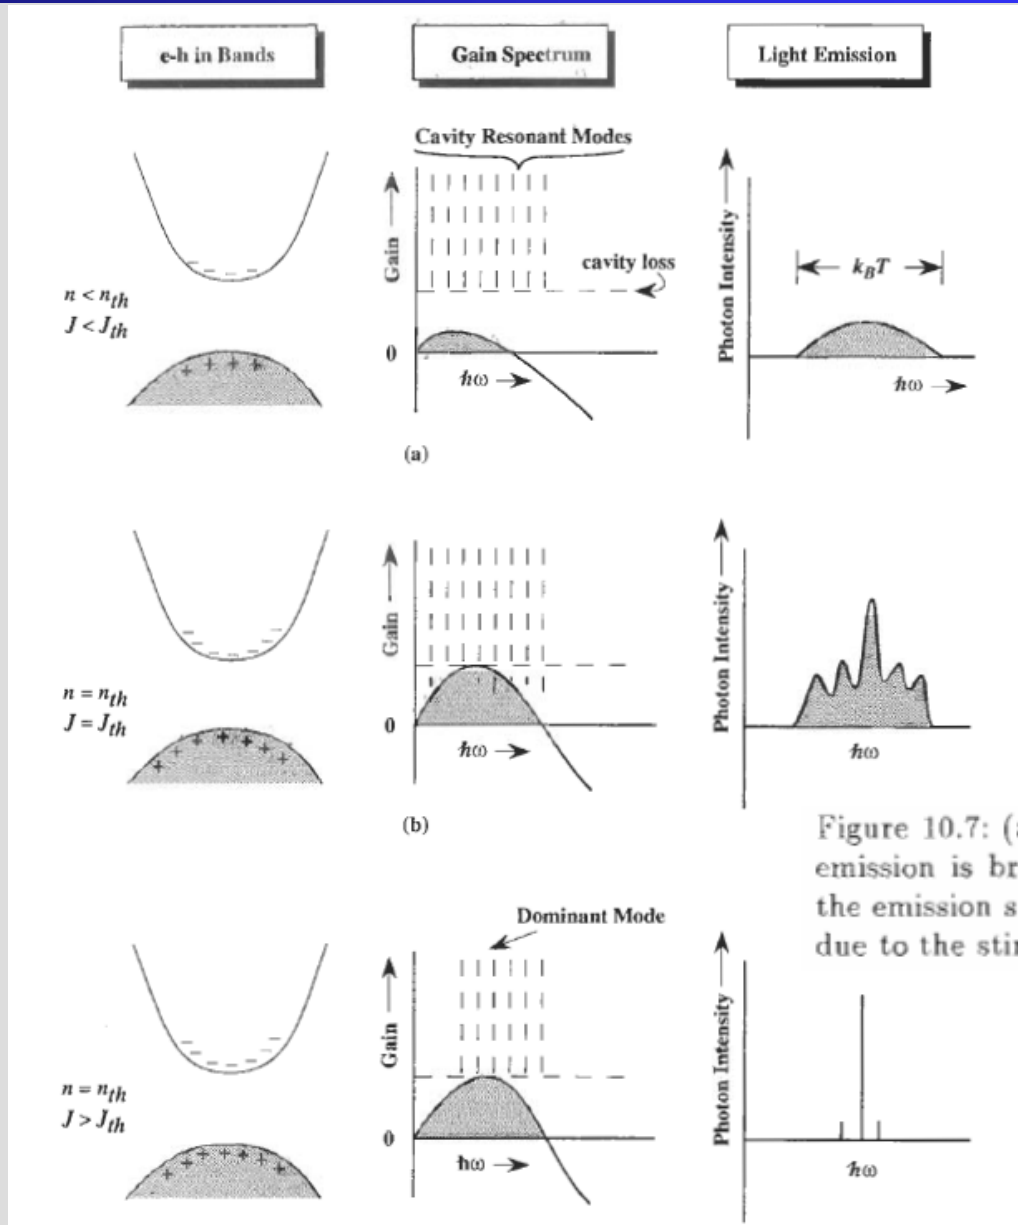 e-h in Bands
Gain Spectrum
Light Emission
Cavity Resonant Modes
Gain
cavity loss
0
ħω
Photon Intensity
k_BT
ħω
n < n_th
J < J_th
(a)
Gain
0
ħω
Photon Intensity
ħω
n = n_th
J = J_th
(b)
Figure 10.7: (
emission is br
the emission s
due to the sti
Dominant Mode
Gain
0
ħω
Photon Intensity
ħω
n = n_th
J > J_th